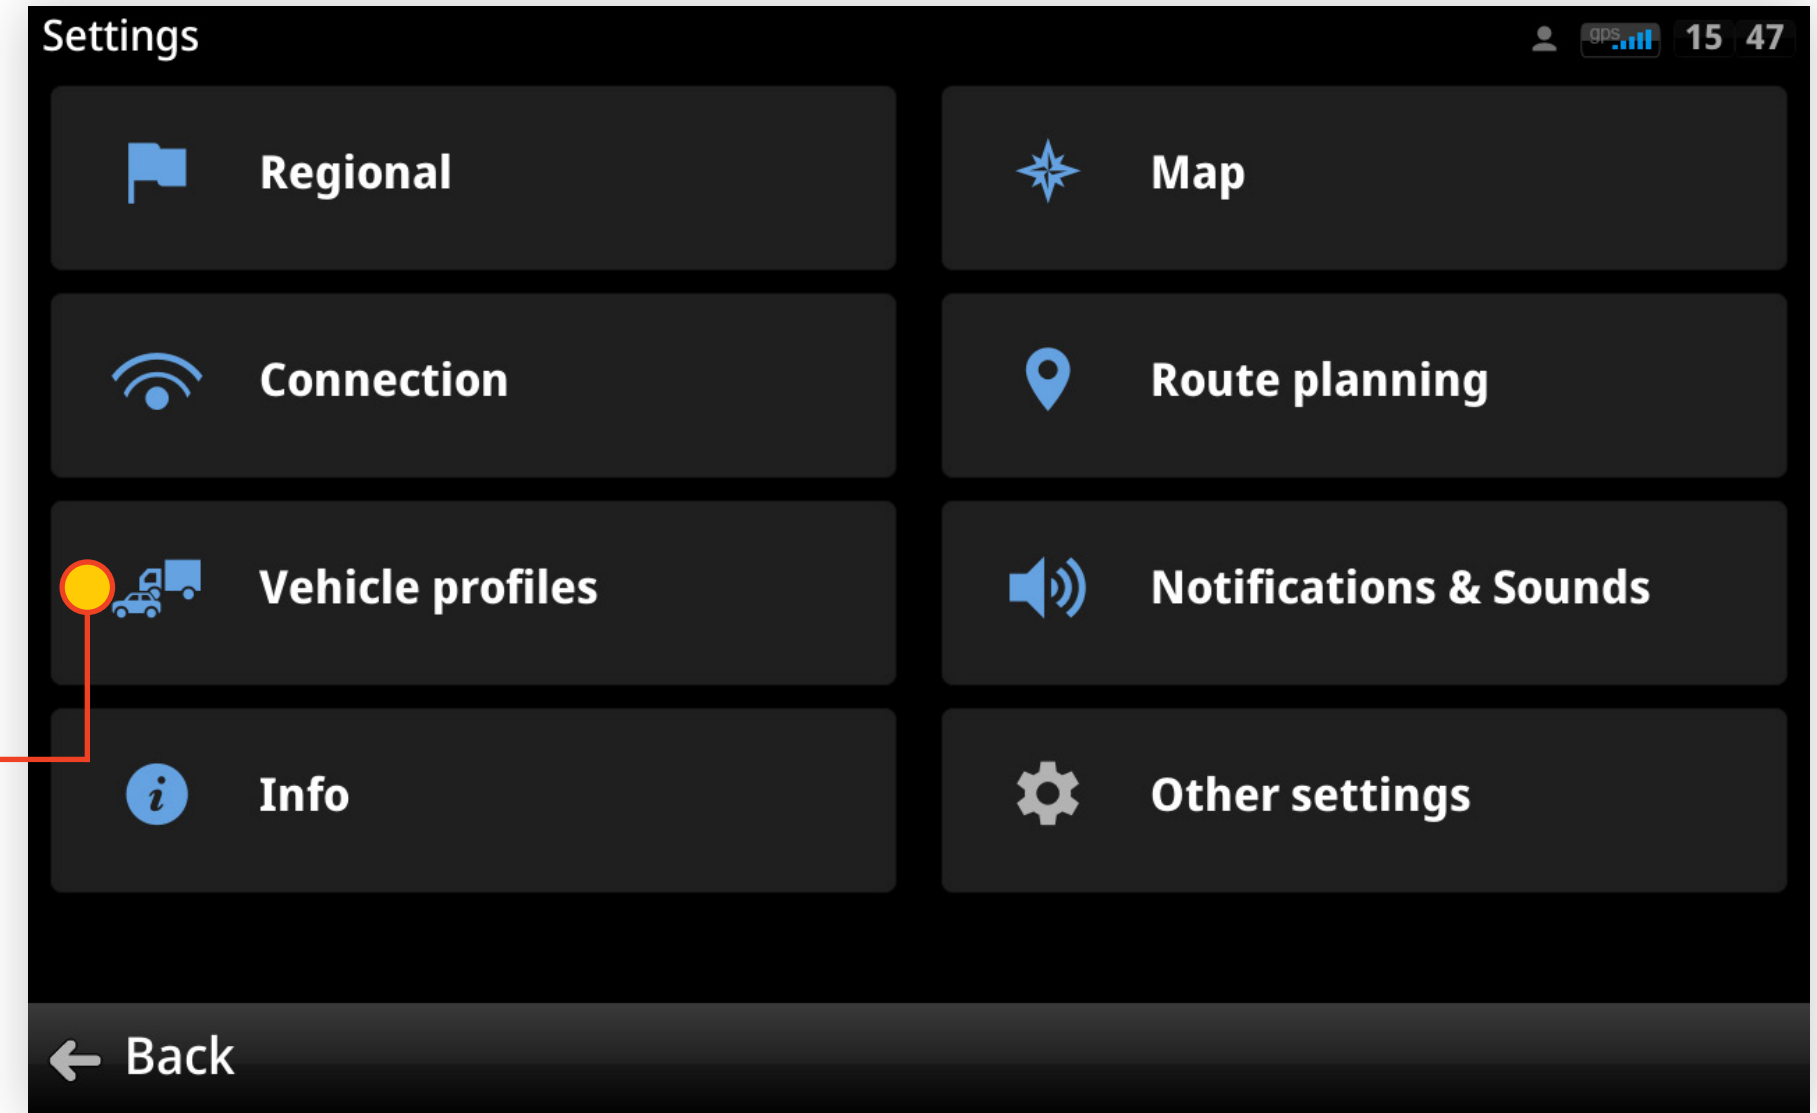 Settings
gps 15 47
Regional
Map
Connection
Route planning
Vehicle profiles
Notifications & Sounds
i Info
Other settings
Back